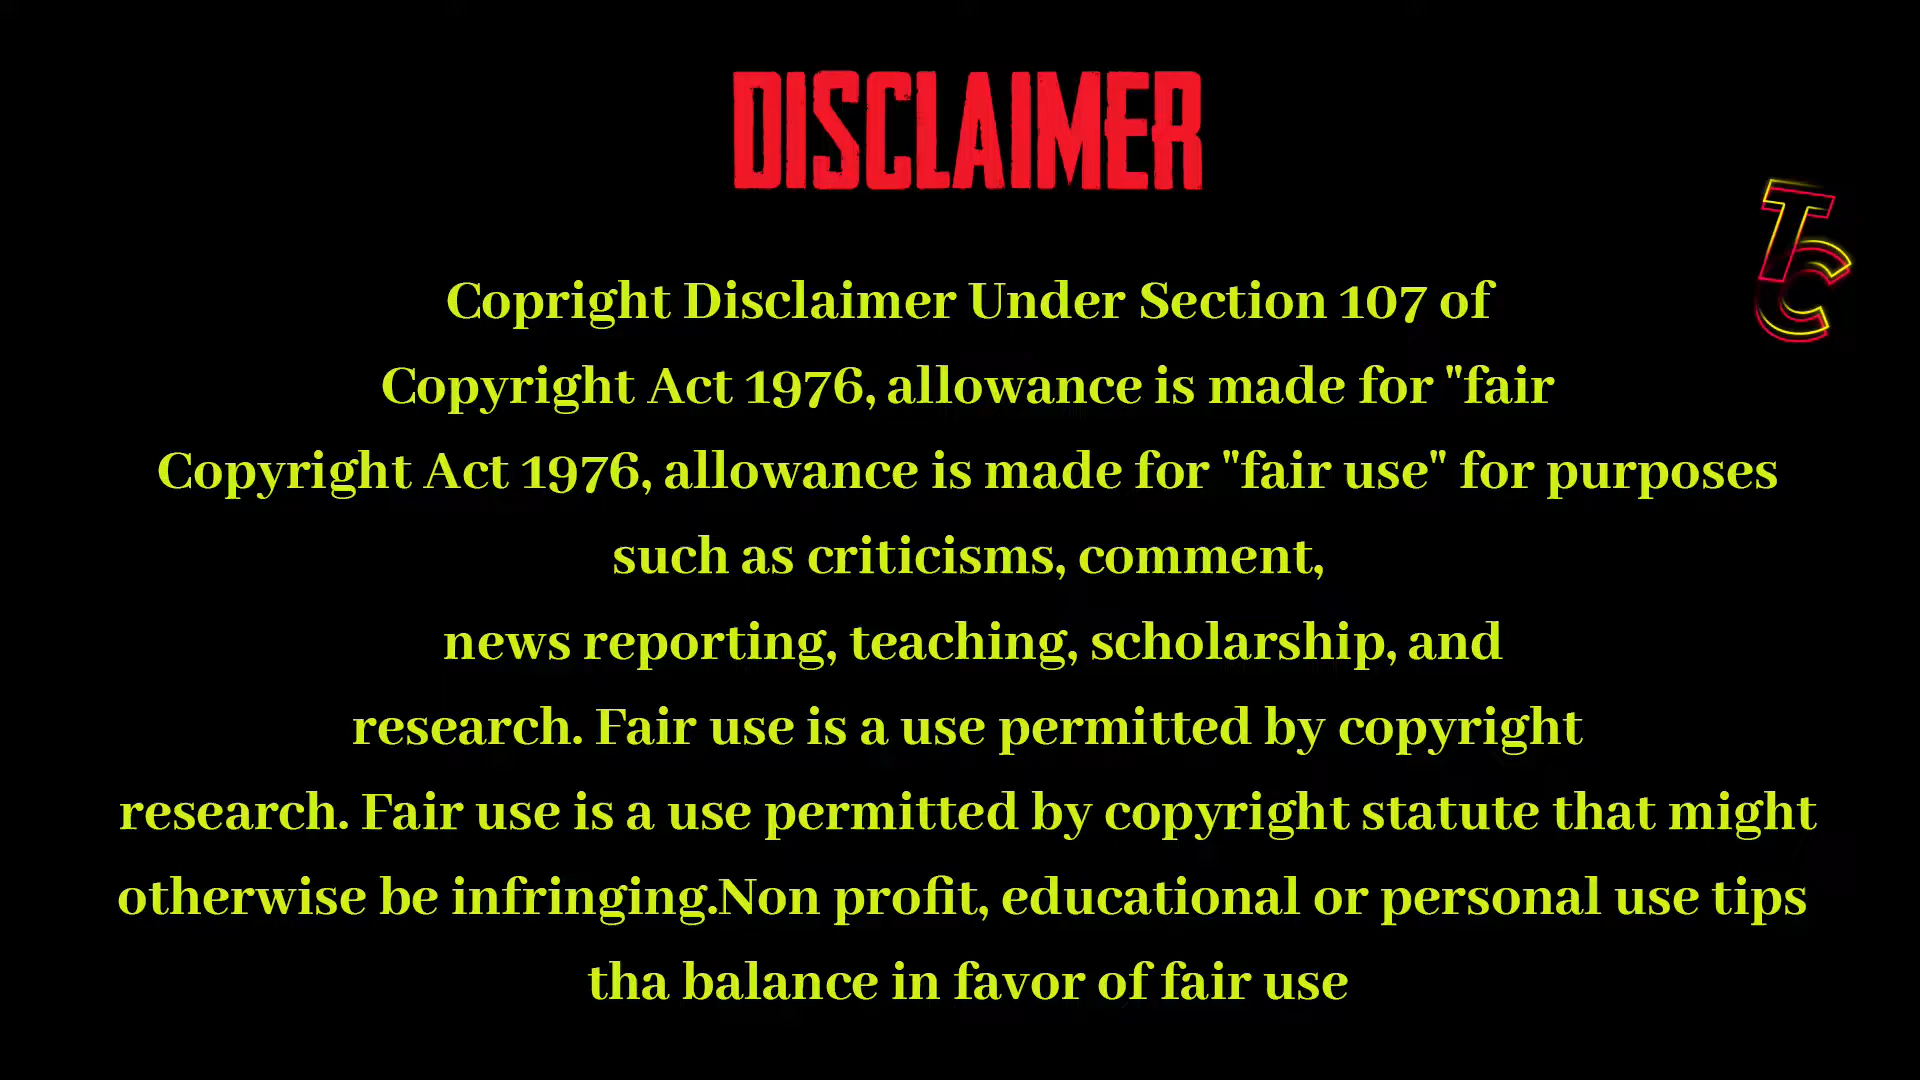 DISCLAIMER
TC
Copright Disclaimer Under Section 107 of
Copyright Act 1976, allowance is made for "fair
Copyright Act 1976, allowance is made for "fair use" for purposes
such as criticisms, comment,
news reporting, teaching, scholarship, and
research. Fair use is a use permitted by copyright
research. Fair use is a use permitted by copyright statute that might
otherwise be infringing.Non profit, educational or personal use tips
tha balance in favor of fair use